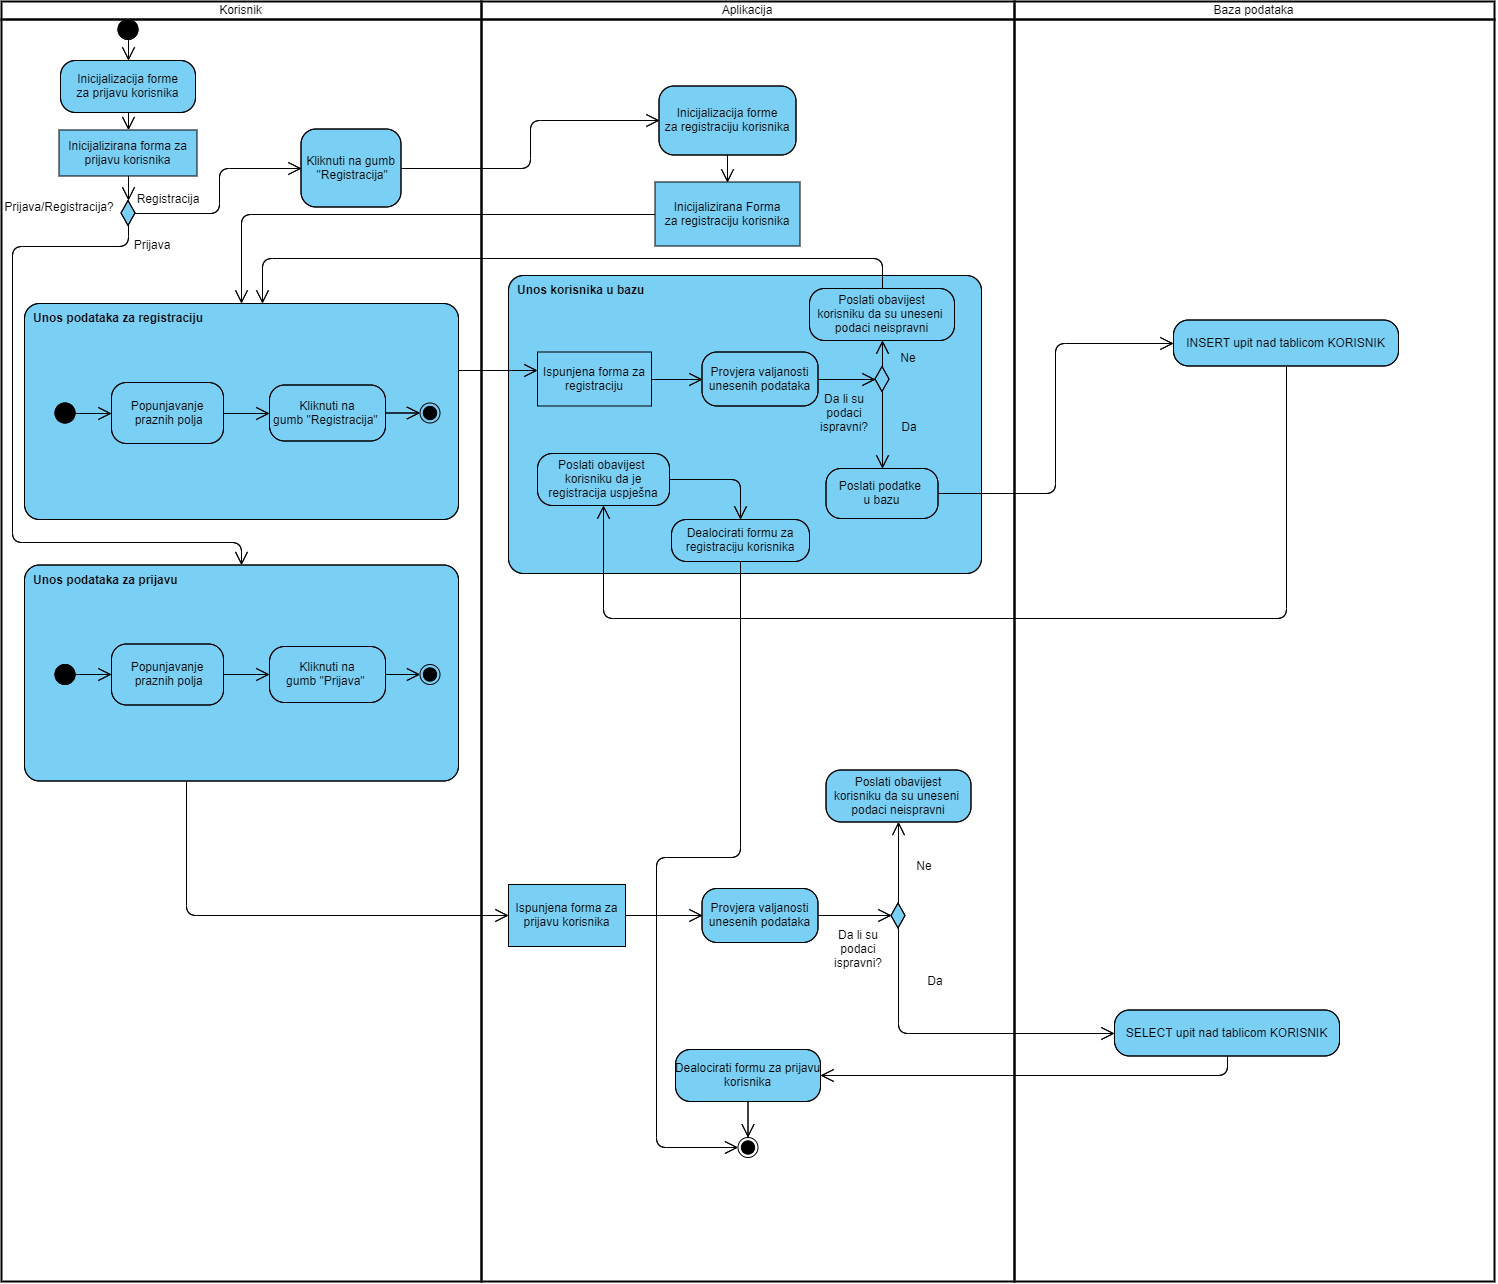 Korisnik
Aplikacija
Baza podataka
Inicijalizacija forme
za prijavu korisnika
Inicijalizirana forma za
prijavu korisnika
Prijava/Registracija?
Registracija
Prijava
Kliknuti na gumb
"Registracija"
Inicijalizacija forme
za registraciju korisnika
Inicijalizirana Forma
za registraciju korisnika
Unos podataka za registraciju
Popunjavanje
praznih polja
Kliknuti na
gumb "Registracija"
Unos korisnika u bazu
Ispunjena forma za
registraciju
Provjera valjanosti
unesenih podataka
Poslati obavijest
korisniku da su uneseni
podaci neispravni
Ne
Da li su
podaci
ispravni?
Da
Poslati podatke
u bazu
INSERT upit nad tablicom KORISNIK
Poslati obavijest
korisniku da je
registracija uspješna
Dealocirati formu za
registraciju korisnika
Unos podataka za prijavu
Popunjavanje
praznih polja
Kliknuti na
gumb "Prijava"
Ispunjena forma za
prijavu korisnika
Provjera valjanosti
unesenih podataka
Poslati obavijest
korisniku da su uneseni
podaci neispravni
Ne
Da li su
podaci
ispravni?
Da
SELECT upit nad tablicom KORISNIK
Dealocirati formu za prijavu
korisnika